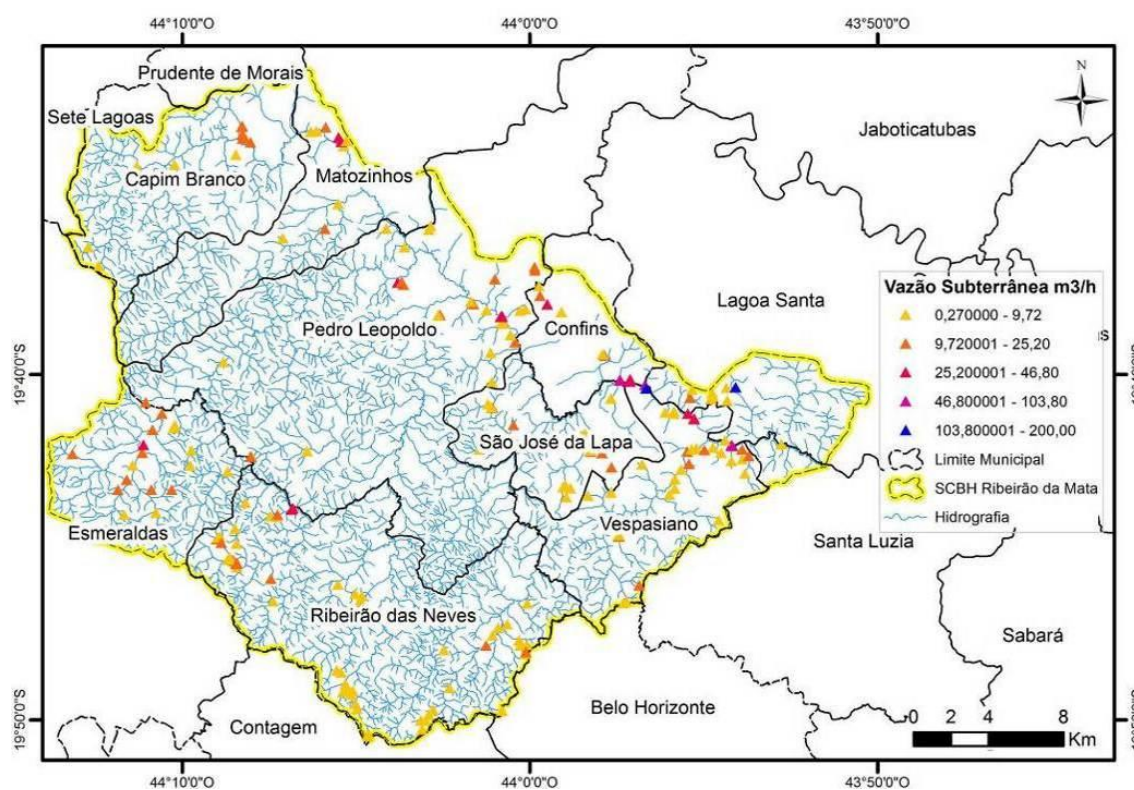 44°10'0"O
44°0'0"O
43°50'0"O
Prudente de Morais
N
Sete Lagoas
Jaboticatubas
Capim Branco
Matozinhos
Vazão Subterrânea m3/h
0,270000 - 9,72
9,720001 - 25,20
25,200001 - 46,80
46,800001 - 103,80
103,800001 - 200,00
Limite Municipal
SCBH Ribeirão da Mata
Hidrografia
Lagoa Santa
Pedro Leopoldo
Confins
s
19°40'0"S
São José da Lapa
Esmeraldas
Vespasiano
Santa Luzia
Ribeirão das Neves
Sabará
Contagem
Belo Horizonte
19°50'0"S
0 2 4 8
Km
44°10'0"O
44°0'0"O
43°50'0"O